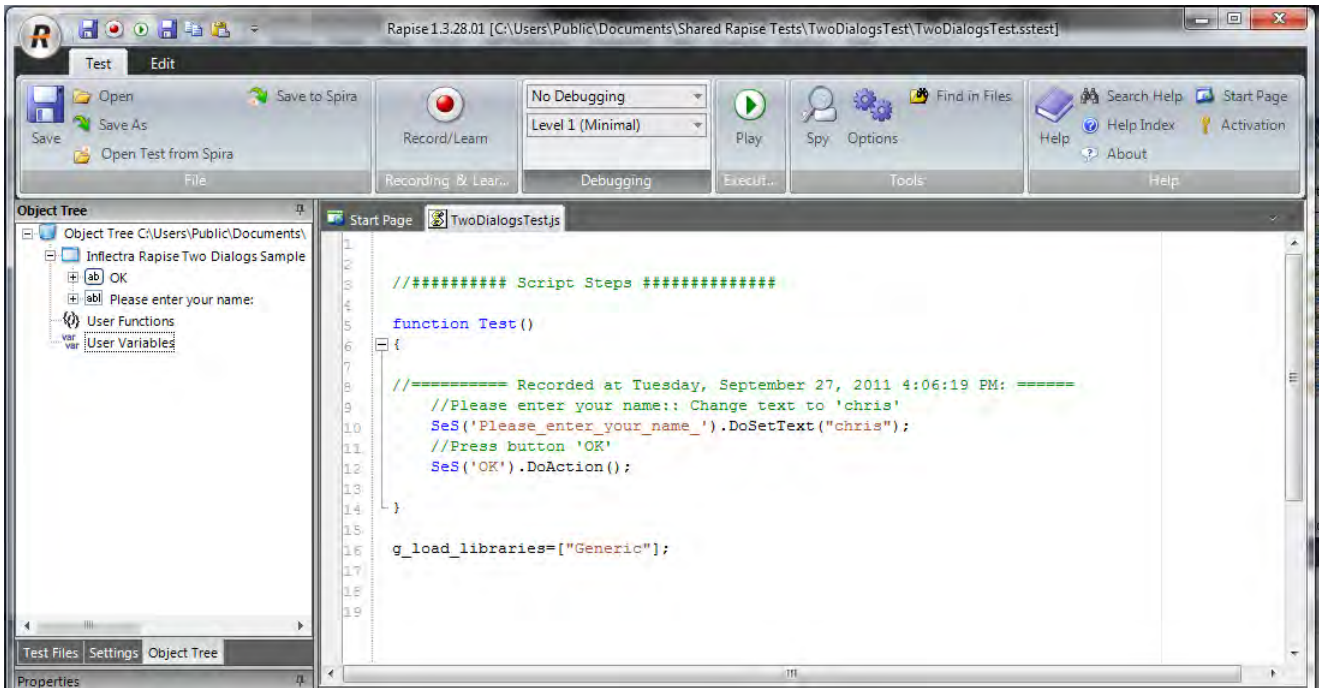 Rapise 1.3.28.01 [C:\Users\Public\Documents\Shared Rapise Tests\TwoDialogsTest\TwoDialogsTest.sstest]
Test Edit
Save
Open
Save As
Open Test from Spira
Save to Spira
File
Record/Learn
Recording & Lear...
No Debugging
Level 1 (Minimal)
Debugging
Play
Execut...
Spy
Options
Find in Files
Tools
Help
Search Help
Help Index
About
Start Page
Activation
Help
Object Tree
Object Tree C:\Users\Public\Documents\
Inflectra Rapise Two Dialogs Sample
ab OK
abl Please enter your name:
User Functions
var var User Variables
Test Files Settings Object Tree
Properties
Start Page TwoDialogsTest.js
1
2
3 //########## Script Steps ##############
4
5 function Test()
6 {
7
8 //========== Recorded at Tuesday, September 27, 2011 4:06:19 PM: ======
9 //Please enter your name:: Change text to 'chris'
10 SeS('Please_enter_your_name_').DoSetText("chris");
11 //Press button 'OK'
12 SeS('OK').DoAction();
13
14 }
15
16 g_load_libraries=["Generic"];
17
18
19